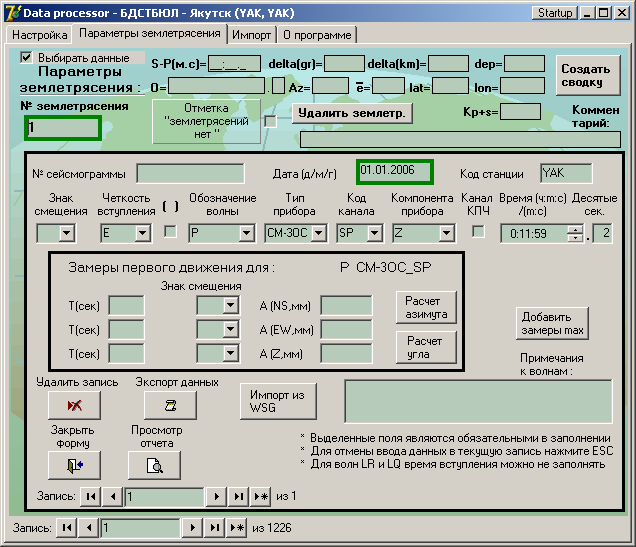 Data processor - БДСТБЮЛ - Якутск (YAK, YAK)
Startup
Настройка Параметры землетрясения Импорт О программе
Выбирать данные
Параметры
землетрясения :
S-P(м.с)= __:__._ delta(gr)= delta(km)= dep=
O= . Az= e= lat= lon=
Создать
сводку
№ землетрясения
1
Отметка
"землетрясений
нет "
Удалить землетр.
Kp+s=
Коммен
тарий:
№ сейсмограммы
Дата (д/м/г) 01.01.2006
Код станции YAK
Знак
смещения
Четкость
вступления
( )
Обозначение
волны
Тип
прибора
Код
канала
Компонента
прибора
Канал
КПЧ
Время (ч:m:с)
/(m:с)
Десятые
сек.
E P СМ-3ОС SP Z 0:11:59 . 2
Замеры первого движения для : P СМ-3ОС_SP
Знак смещения
T(сек) A (NS,мм)
T(сек) A (EW,мм)
T(сек) A (Z,мм)
Расчет
азимута
Расчет
угла
Добавить
замеры max
Примечания
к волнам :
Удалить запись
Экспорт данных
Импорт из
WSG
Закрыть
форму
Просмотр
отчета
* Выделенные поля являются обязательными в заполнении
* Для отмены ввода данных в текущую запись нажмите ESC
* Для волн LR и LQ время вступления можно не заполнять
Запись: 1 из 1
Запись: 1 из 1226